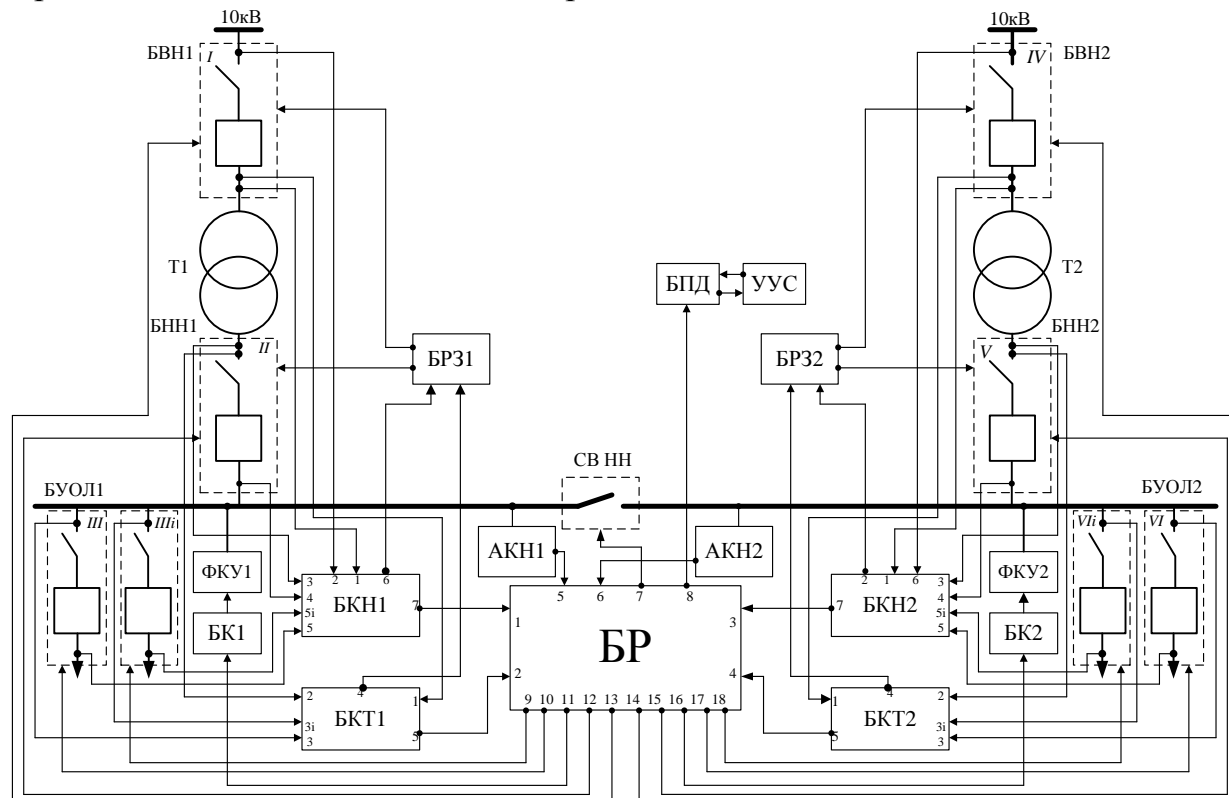 10кВ 10кВ
БВН1 I IV БВН2
Т1 Т2
БПД УУС
БНН1 II БРЗ1 БРЗ2 V БНН2
СВ НН
БУОЛ1 БУОЛ2
III IIIi АКН1 АКН2 VIi VI
ФКУ1 ФКУ2
3 2 1 6 5 6 7 8 2 1 6 3
4 БКН1 7 1 БР 3 7 БКН2 4
5i 5i
5 5
БК1 БК2
2 4
2 4 1 1 4 2
3i БКТ1 БКТ2 3i
3 5 5 3
9 10 11 12 13 14 15 16 17 18